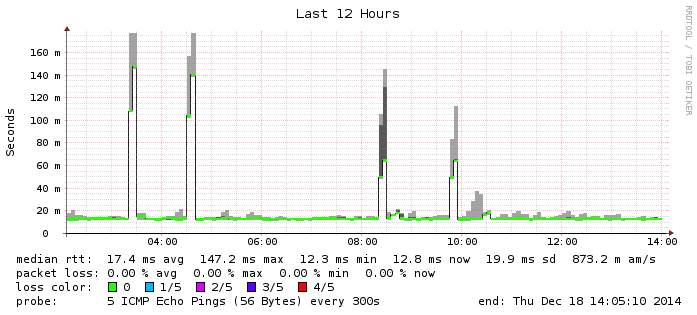 Last 12 Hours
RRDTOOL / TOBI OETIKER
Seconds
160 m
140 m
120 m
100 m
80 m
60 m
40 m
20 m
0
04:00 06:00 08:00 10:00 12:00 14:00
median rtt: 17.4 ms avg 147.2 ms max 12.3 ms min 12.8 ms now 19.9 ms sd 873.2 m am/s
packet loss: 0.00 % avg 0.00 % max 0.00 % min 0.00 % now
loss color: 0 1/5 2/5 3/5 4/5
probe: 5 ICMP Echo Pings (56 Bytes) every 300s end: Thu Dec 18 14:05:10 2014